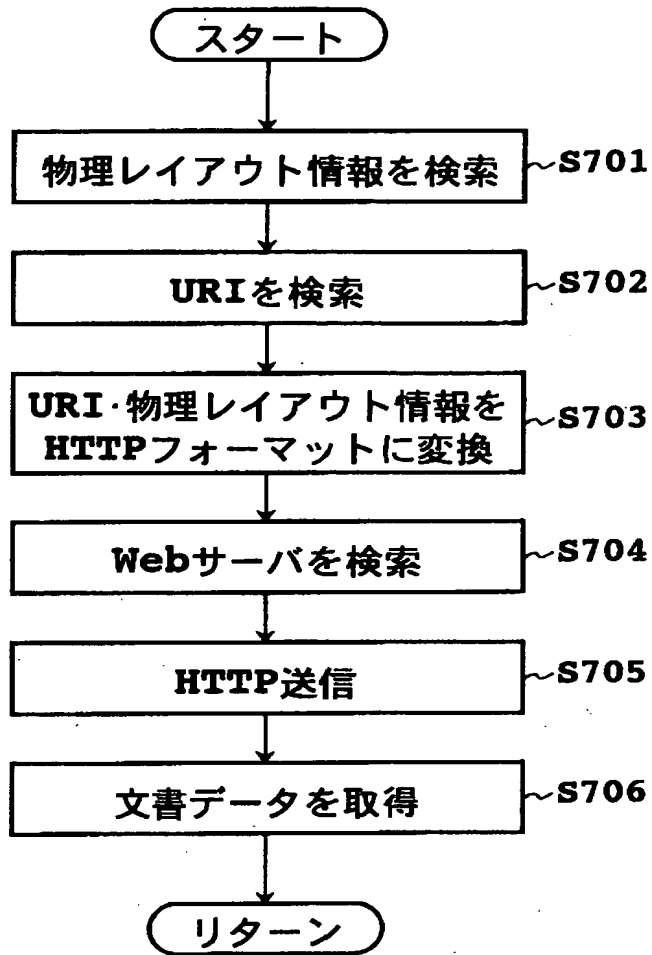 スタート
物理レイアウト情報を検索
~S701
URIを検索
~S702
URI·物理レイアウト情報を
HTTPフォーマットに変換
~S703
Webサーバを検索
~S704
HTTP送信
~S705
文書データを取得
~S706
リターン